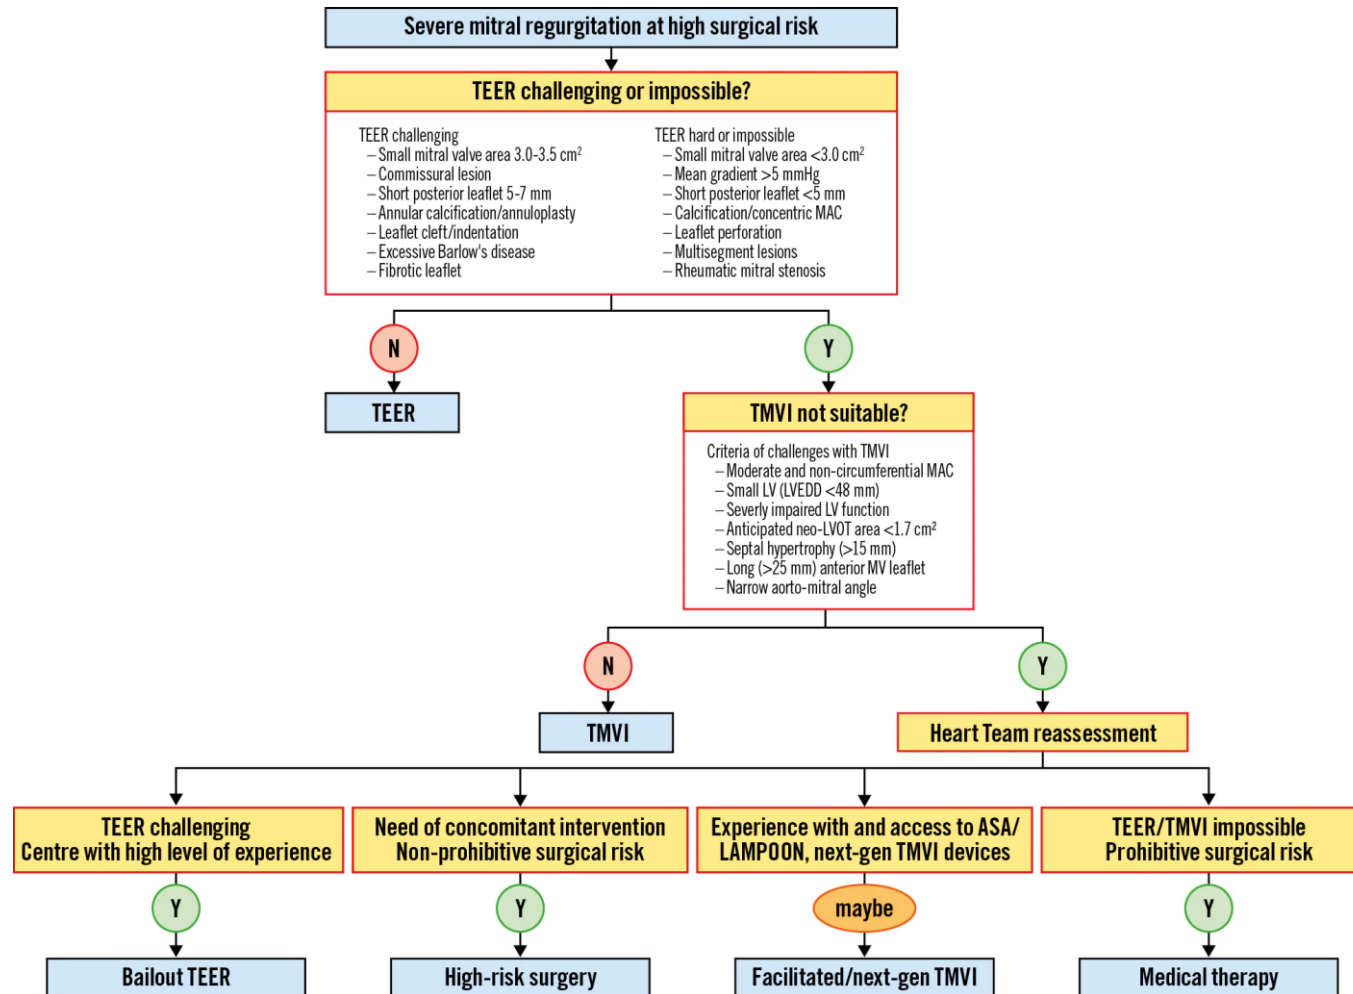 Severe mitral regurgitation at high surgical risk
TEER challenging or impossible?
TEER challenging
– Small mitral valve area 3.0-3.5 cm²
– Commissural lesion
– Short posterior leaflet 5-7 mm
– Annular calcification/annuloplasty
– Leaflet cleft/indentation
– Excessive Barlow's disease
– Fibrotic leaflet
TEER hard or impossible
– Small mitral valve area <3.0 cm²
– Mean gradient >5 mmHg
– Short posterior leaflet <5 mm
– Calcification/concentric MAC
– Leaflet perforation
– Multisegment lesions
– Rheumatic mitral stenosis
N
Y
TEER
TMVI not suitable?
Criteria of challenges with TMVI
– Moderate and non-circumferential MAC
– Small LV (LVEDD <48 mm)
– Severly impaired LV function
– Anticipated neo-LVOT area <1.7 cm²
– Septal hypertrophy (>15 mm)
– Long (>25 mm) anterior MV leaflet
– Narrow aorto-mitral angle
N
Y
TMVI
Heart Team reassessment
TEER challenging
Centre with high level of experience
Need of concomitant intervention
Non-prohibitive surgical risk
Experience with and access to ASA/
LAMPOON, next-gen TMVI devices
TEER/TMVI impossible
Prohibitive surgical risk
Y
Y
maybe
Y
Bailout TEER
High-risk surgery
Facilitated/next-gen TMVI
Medical therapy